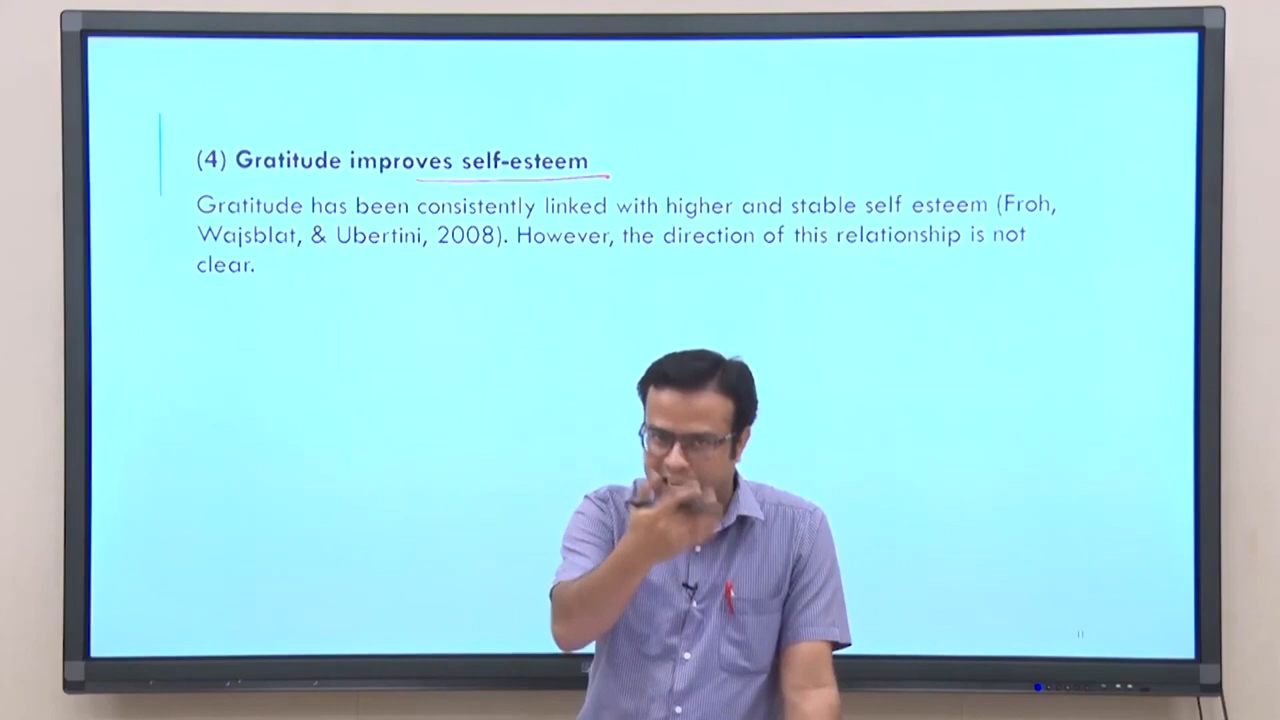 (4) Gratitude improves self-esteem
Gratitude has been consistently linked with higher and stable self esteem (Froh,
Wajsblat, & Ubertini, 2008). However, the direction of this relationship is not
clear.
11